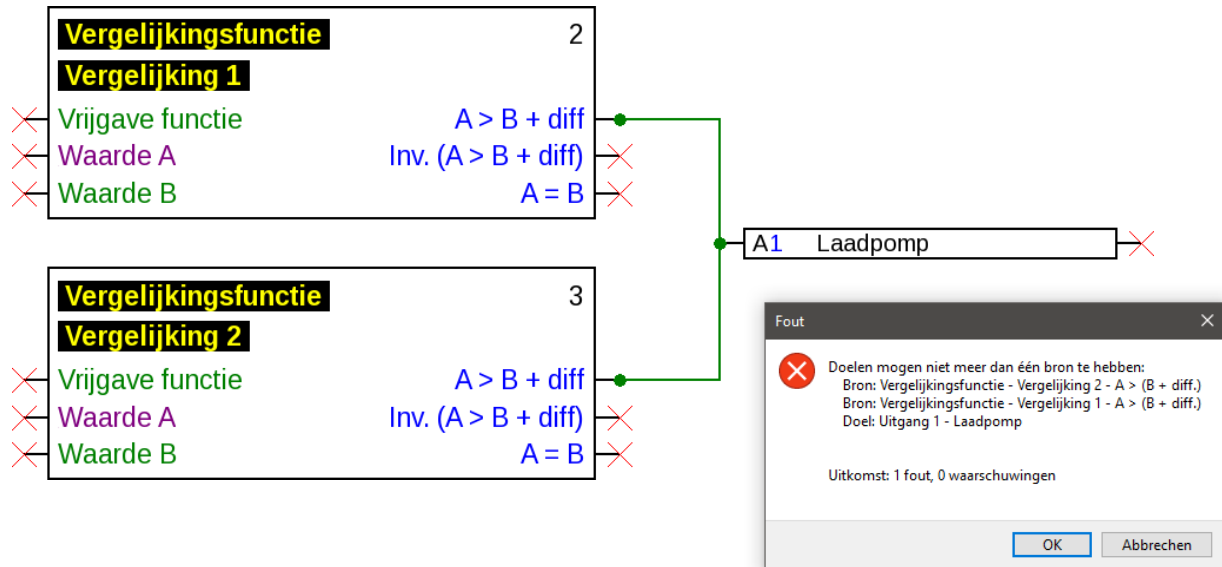 Vergelijkingsfunctie 2
Vergelijking 1
Vrijgave functie A > B + diff
Waarde A Inv. (A > B + diff)
Waarde B A = B
A1 Laadpomp
Vergelijkingsfunctie 3
Vergelijking 2
Vrijgave functie A > B + diff
Waarde A Inv. (A > B + diff)
Waarde B A = B
Fout
Doelen mogen niet meer dan één bron te hebben:
Bron: Vergelijkingsfunctie - Vergelijking 2 - A > (B + diff.)
Bron: Vergelijkingsfunctie - Vergelijking 1 - A > (B + diff.)
Doel: Uitgang 1 - Laadpomp
Uitkomst: 1 fout, 0 waarschuwingen
OK Abbrechen